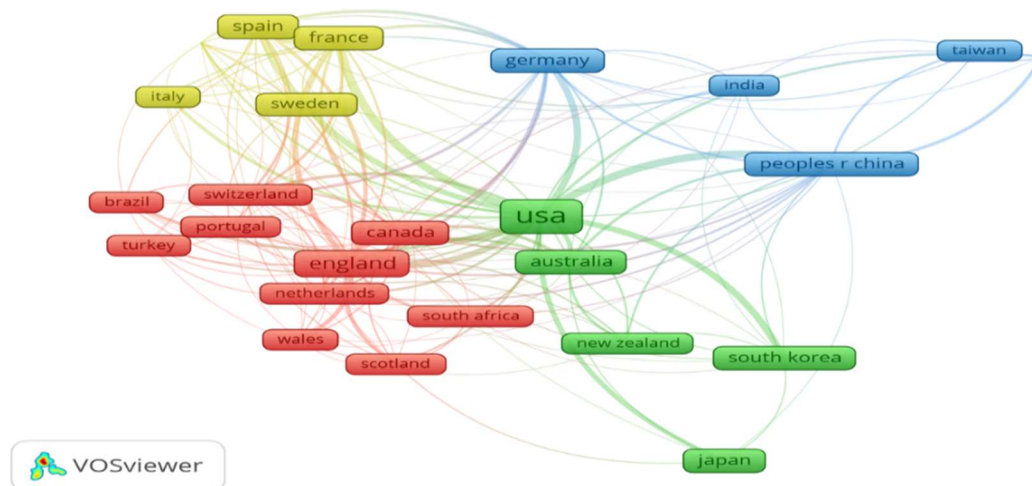 spain
france
germany
taiwan
india
italy
sweden
peoples r china
switzerland
brazil
usa
portugal
canada
turkey
england
australia
netherlands
south africa
wales
new zealand
south korea
scotland
japan
VOSviewer